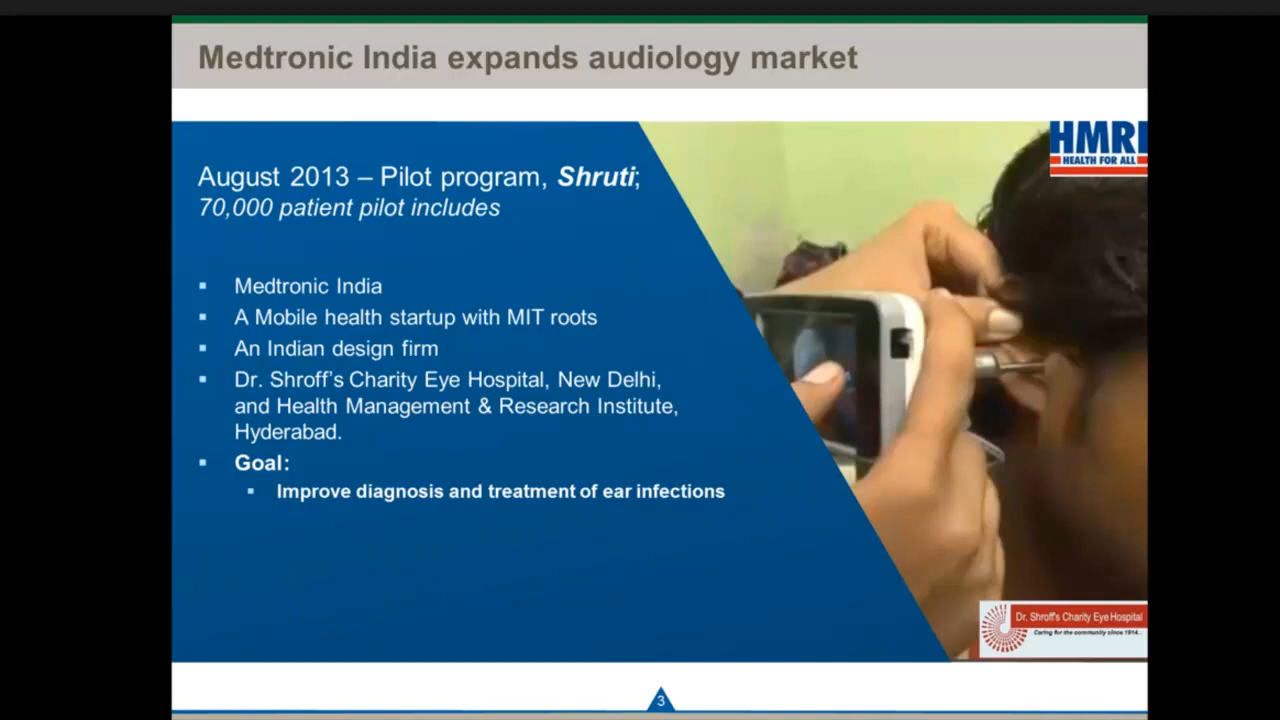 Medtronic India expands audiology market
HMRI
HEALTH FOR ALL
August 2013 – Pilot program, Shruti;
70,000 patient pilot includes
Medtronic India
A Mobile health startup with MIT roots
An Indian design firm
Dr. Shroff's Charity Eye Hospital, New Delhi,
and Health Management & Research Institute,
Hyderabad.
Goal:
Improve diagnosis and treatment of ear infections
Dr. Shroff's Charity Eye Hospital
Caring for the community since 1914...
3